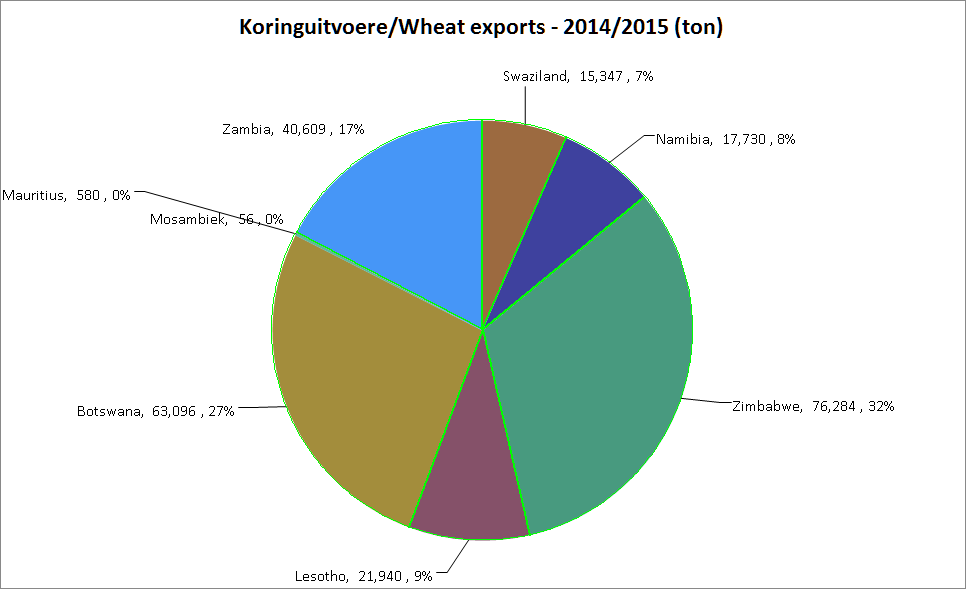 Koringuitvoere/Wheat exports - 2014/2015 (ton)
Swaziland,  15,347 , 7%
Zambia,  40,609 , 17%
Namibia,  17,730 , 8%
Mauritius,  580 , 0%
Mosambiek,  56 , 0%
Zimbabwe,  76,284 , 32%
Botswana,  63,096 , 27%
Lesotho,  21,940 , 9%